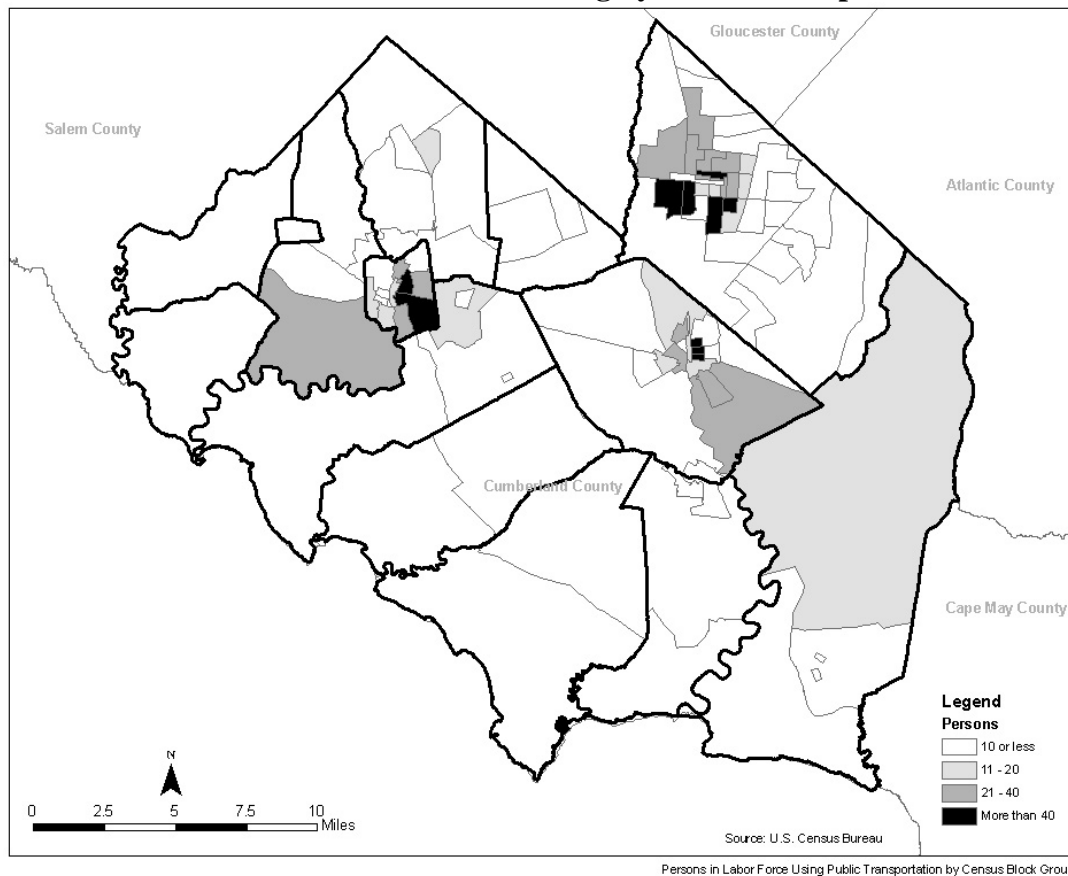 Gloucester County
Salem County
Atlantic County
Cumberland County
Cape May County
Legend
Persons
10 or less
11 - 20
21 - 40
More than 40
N
0 2.5 5 7.5 10
Miles
Source: U.S. Census Bureau
Persons in Labor Force Using Public Transportation by Census Block Grou